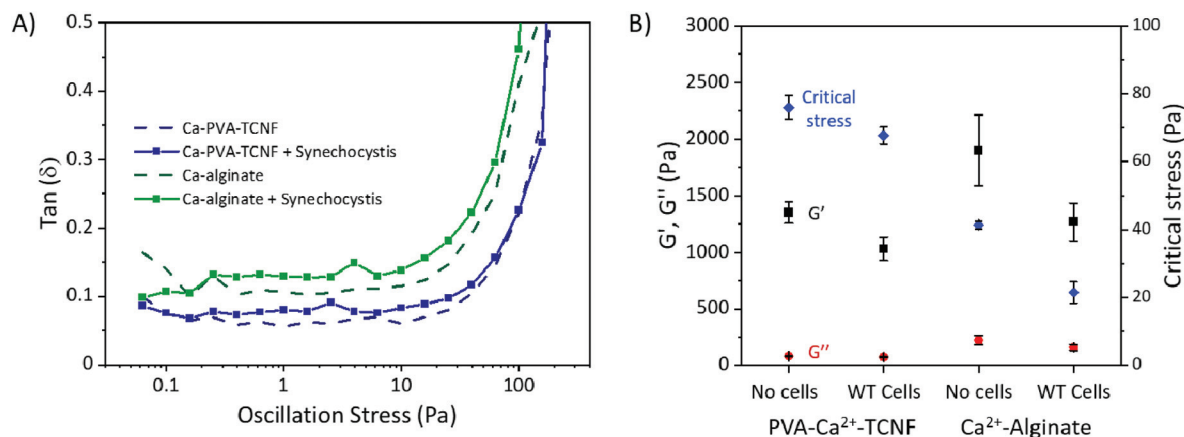 A)
Tan (δ)
0.5
0.4
0.3
0.2
0.1
0
Ca-PVA-TCNF
Ca-PVA-TCNF + Synechocystis
Ca-alginate
Ca-alginate + Synechocystis
0.1
1
10
100
Oscillation Stress (Pa)
B)
G', G'' (Pa)
3000
2500
2000
1500
1000
500
0
Critical
stress
G'
G''
100
80
60
40
20
0
Critical stress (Pa)
No cells WT Cells No cells WT Cells
PVA-Ca²⁺-TCNF Ca²⁺-Alginate